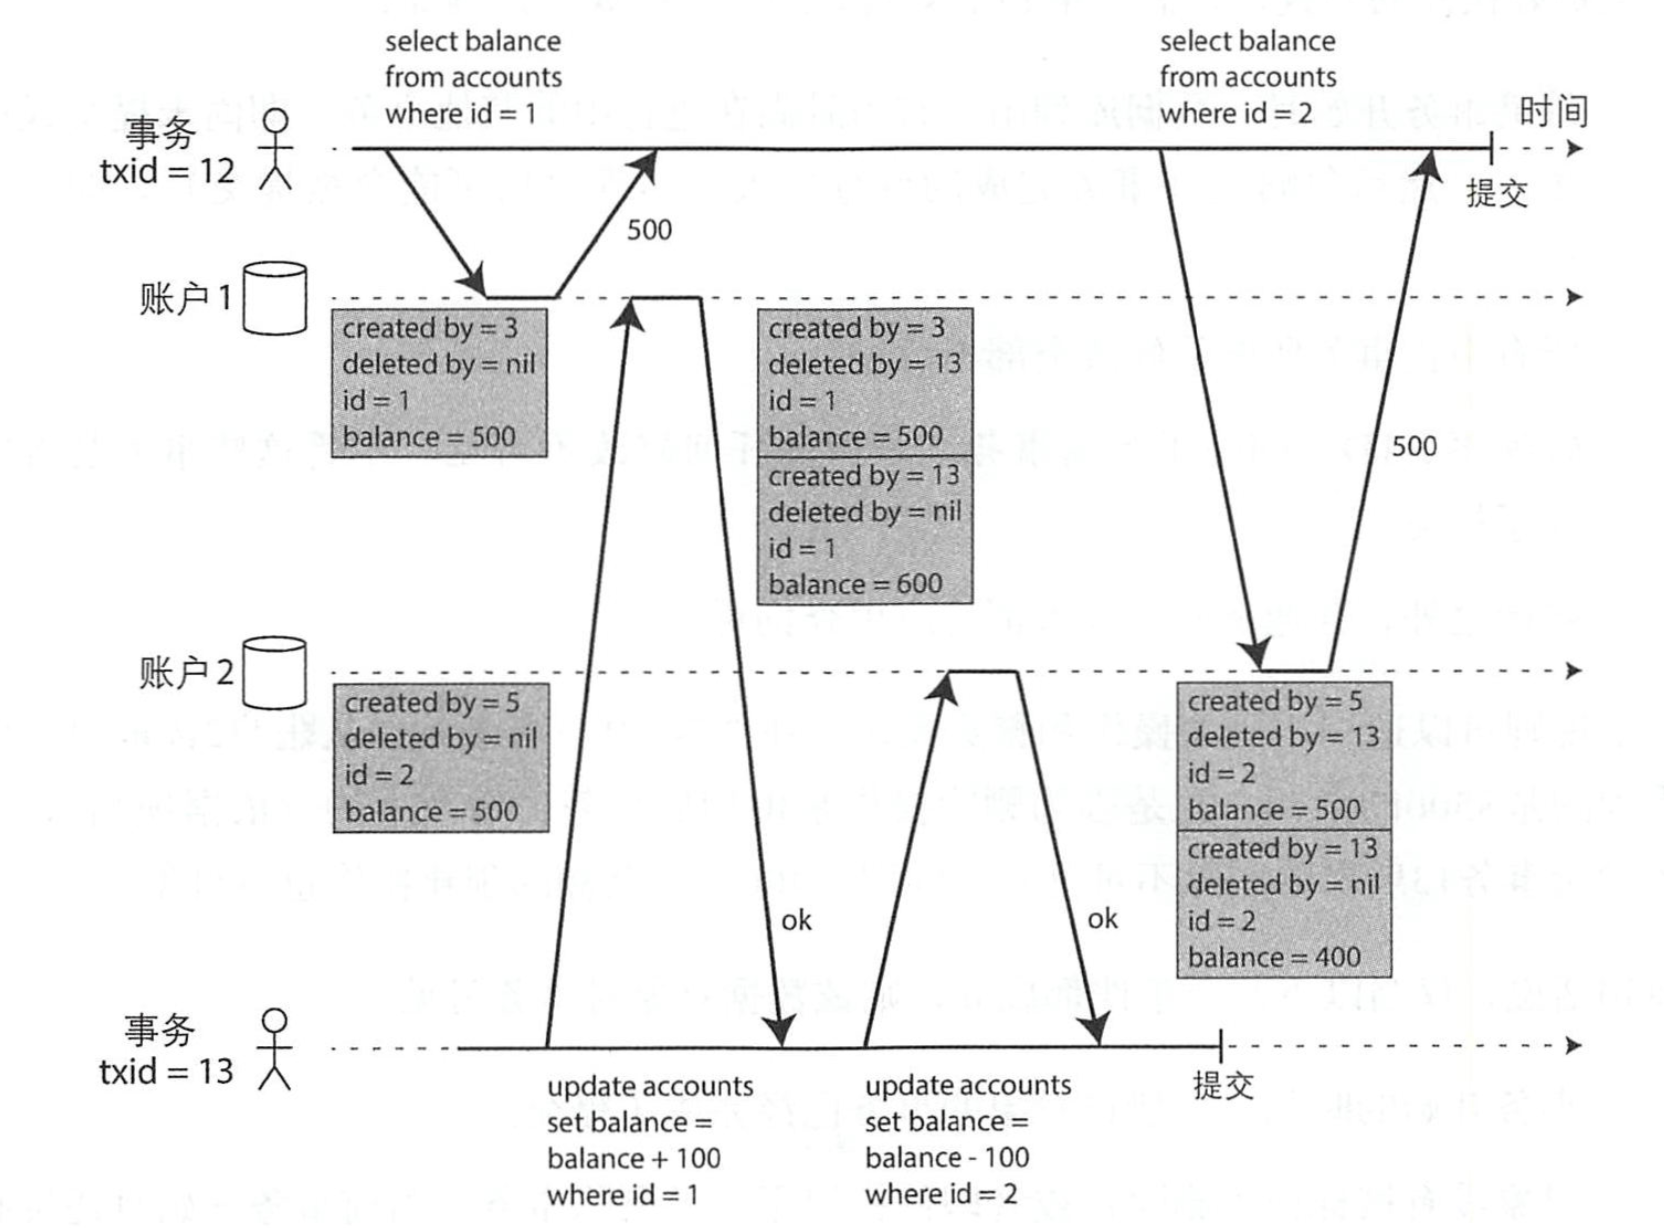 select balance
from accounts
where id = 1
select balance
from accounts
where id = 2
时间
事务
txid = 12
提交
500
账户1
created by = 3
deleted by = nil
id = 1
balance = 500
created by = 3
deleted by = 13
id = 1
balance = 500
created by = 13
deleted by = nil
id = 1
balance = 600
500
账户2
created by = 5
deleted by = nil
id = 2
balance = 500
created by = 5
deleted by = 13
id = 2
balance = 500
created by = 13
deleted by = nil
id = 2
balance = 400
ok
ok
事务
txid = 13
提交
update accounts
set balance =
balance + 100
where id = 1
update accounts
set balance =
balance - 100
where id = 2